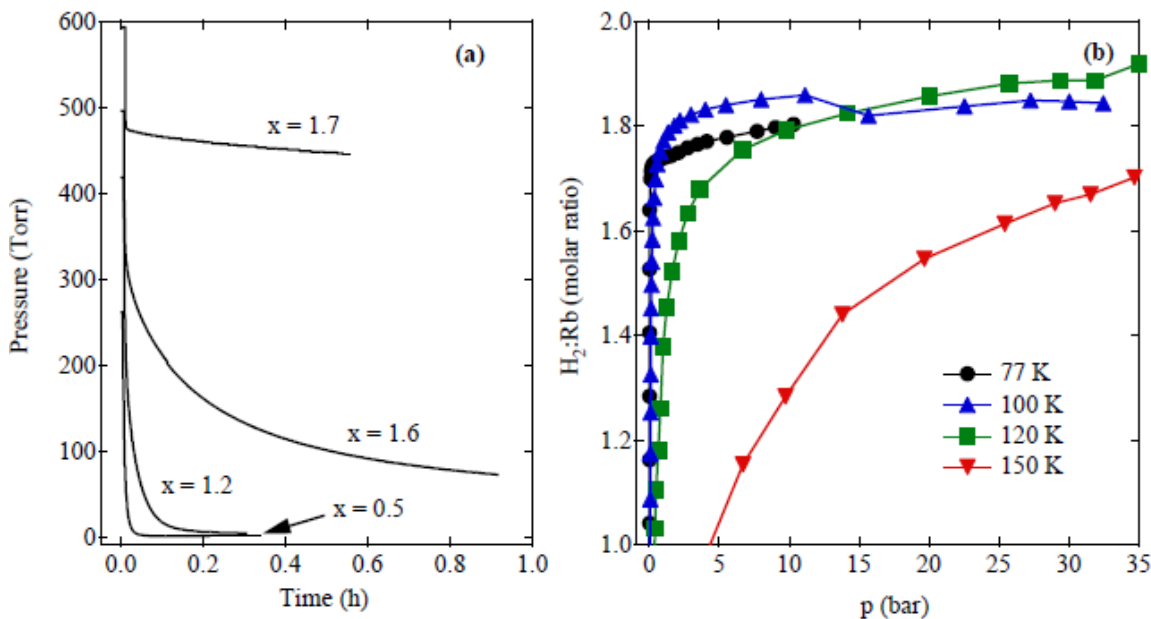 600
500
400
300
200
100
0
Pressure (Torr)
0.0 0.2 0.4 0.6 0.8 1.0
Time (h)
(a)
x = 1.7
x = 1.6
x = 1.2
x = 0.5
2.0
1.8
1.6
1.4
1.2
1.0
H₂:Rb (molar ratio)
0 5 10 15 20 25 30 35
p (bar)
(b)
77 K
100 K
120 K
150 K